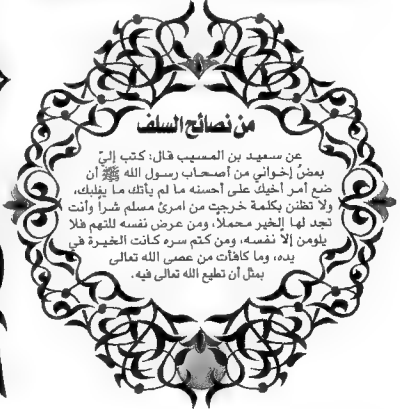 من نصائح السلف
عن سعيد بن المسيب قال: كتب إليّ
بعضُ إخواني من أصحاب رسول الله ﷺ أن
ضع أمر أخيك على أحسنه ما لم يأتك ما يغلبك،
ولا تظنن بكلمة خرجت من امرئ مسلم شراً وأنت
تجد لها الخير محملاً، ومن عرض نفسه للتهم فلا
يلومن إلا نفسه، ومن كتم سره كانت الخيرة في
يده، وما كافأت من عصى الله تعالى
بمثل أن تطيع الله تعالى فيه.